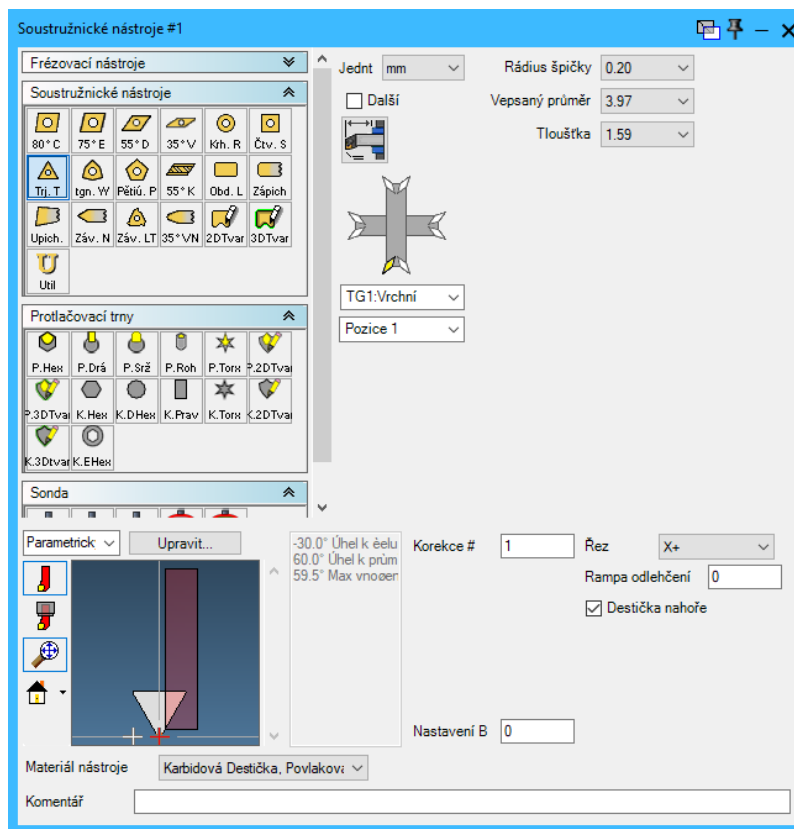 Soustružnické nástroje #1
Frézovací nástroje
Soustružnické nástroje
80°C 75°E 55°D 35°V Krh. R Čtv. S
Trj. T tgn. W Pětiú. P 55°K Obd. L Zápich
Upich. Záv. N Záv. LT 35°VN 2DTvar 3DTvar
Util
Protlačovací trny
P.Hex P.Drá P.Srž P.Roh P.Torx P.2DTvar
P.3DTvar K.Hex K.DHex K.Prav K.Torx K.2DTvar
K.3Dtvar K.EHex
Sonda
Jednt mm
Další
TG1:Vrchní
Pozice 1
Rádius špičky 0.20
Vepsaný průměr 3.97
Tloušťka 1.59
Parametrick Upravit...
-30.0° Úhel k èelu
60.0° Úhel k prùm
59.5° Max vnoøen
Korekce # 1
Řez X+
Rampa odlehčení 0
Destička nahoře
Nastavení B 0
Materiál nástroje Karbidová Destička, Povlakova
Komentář